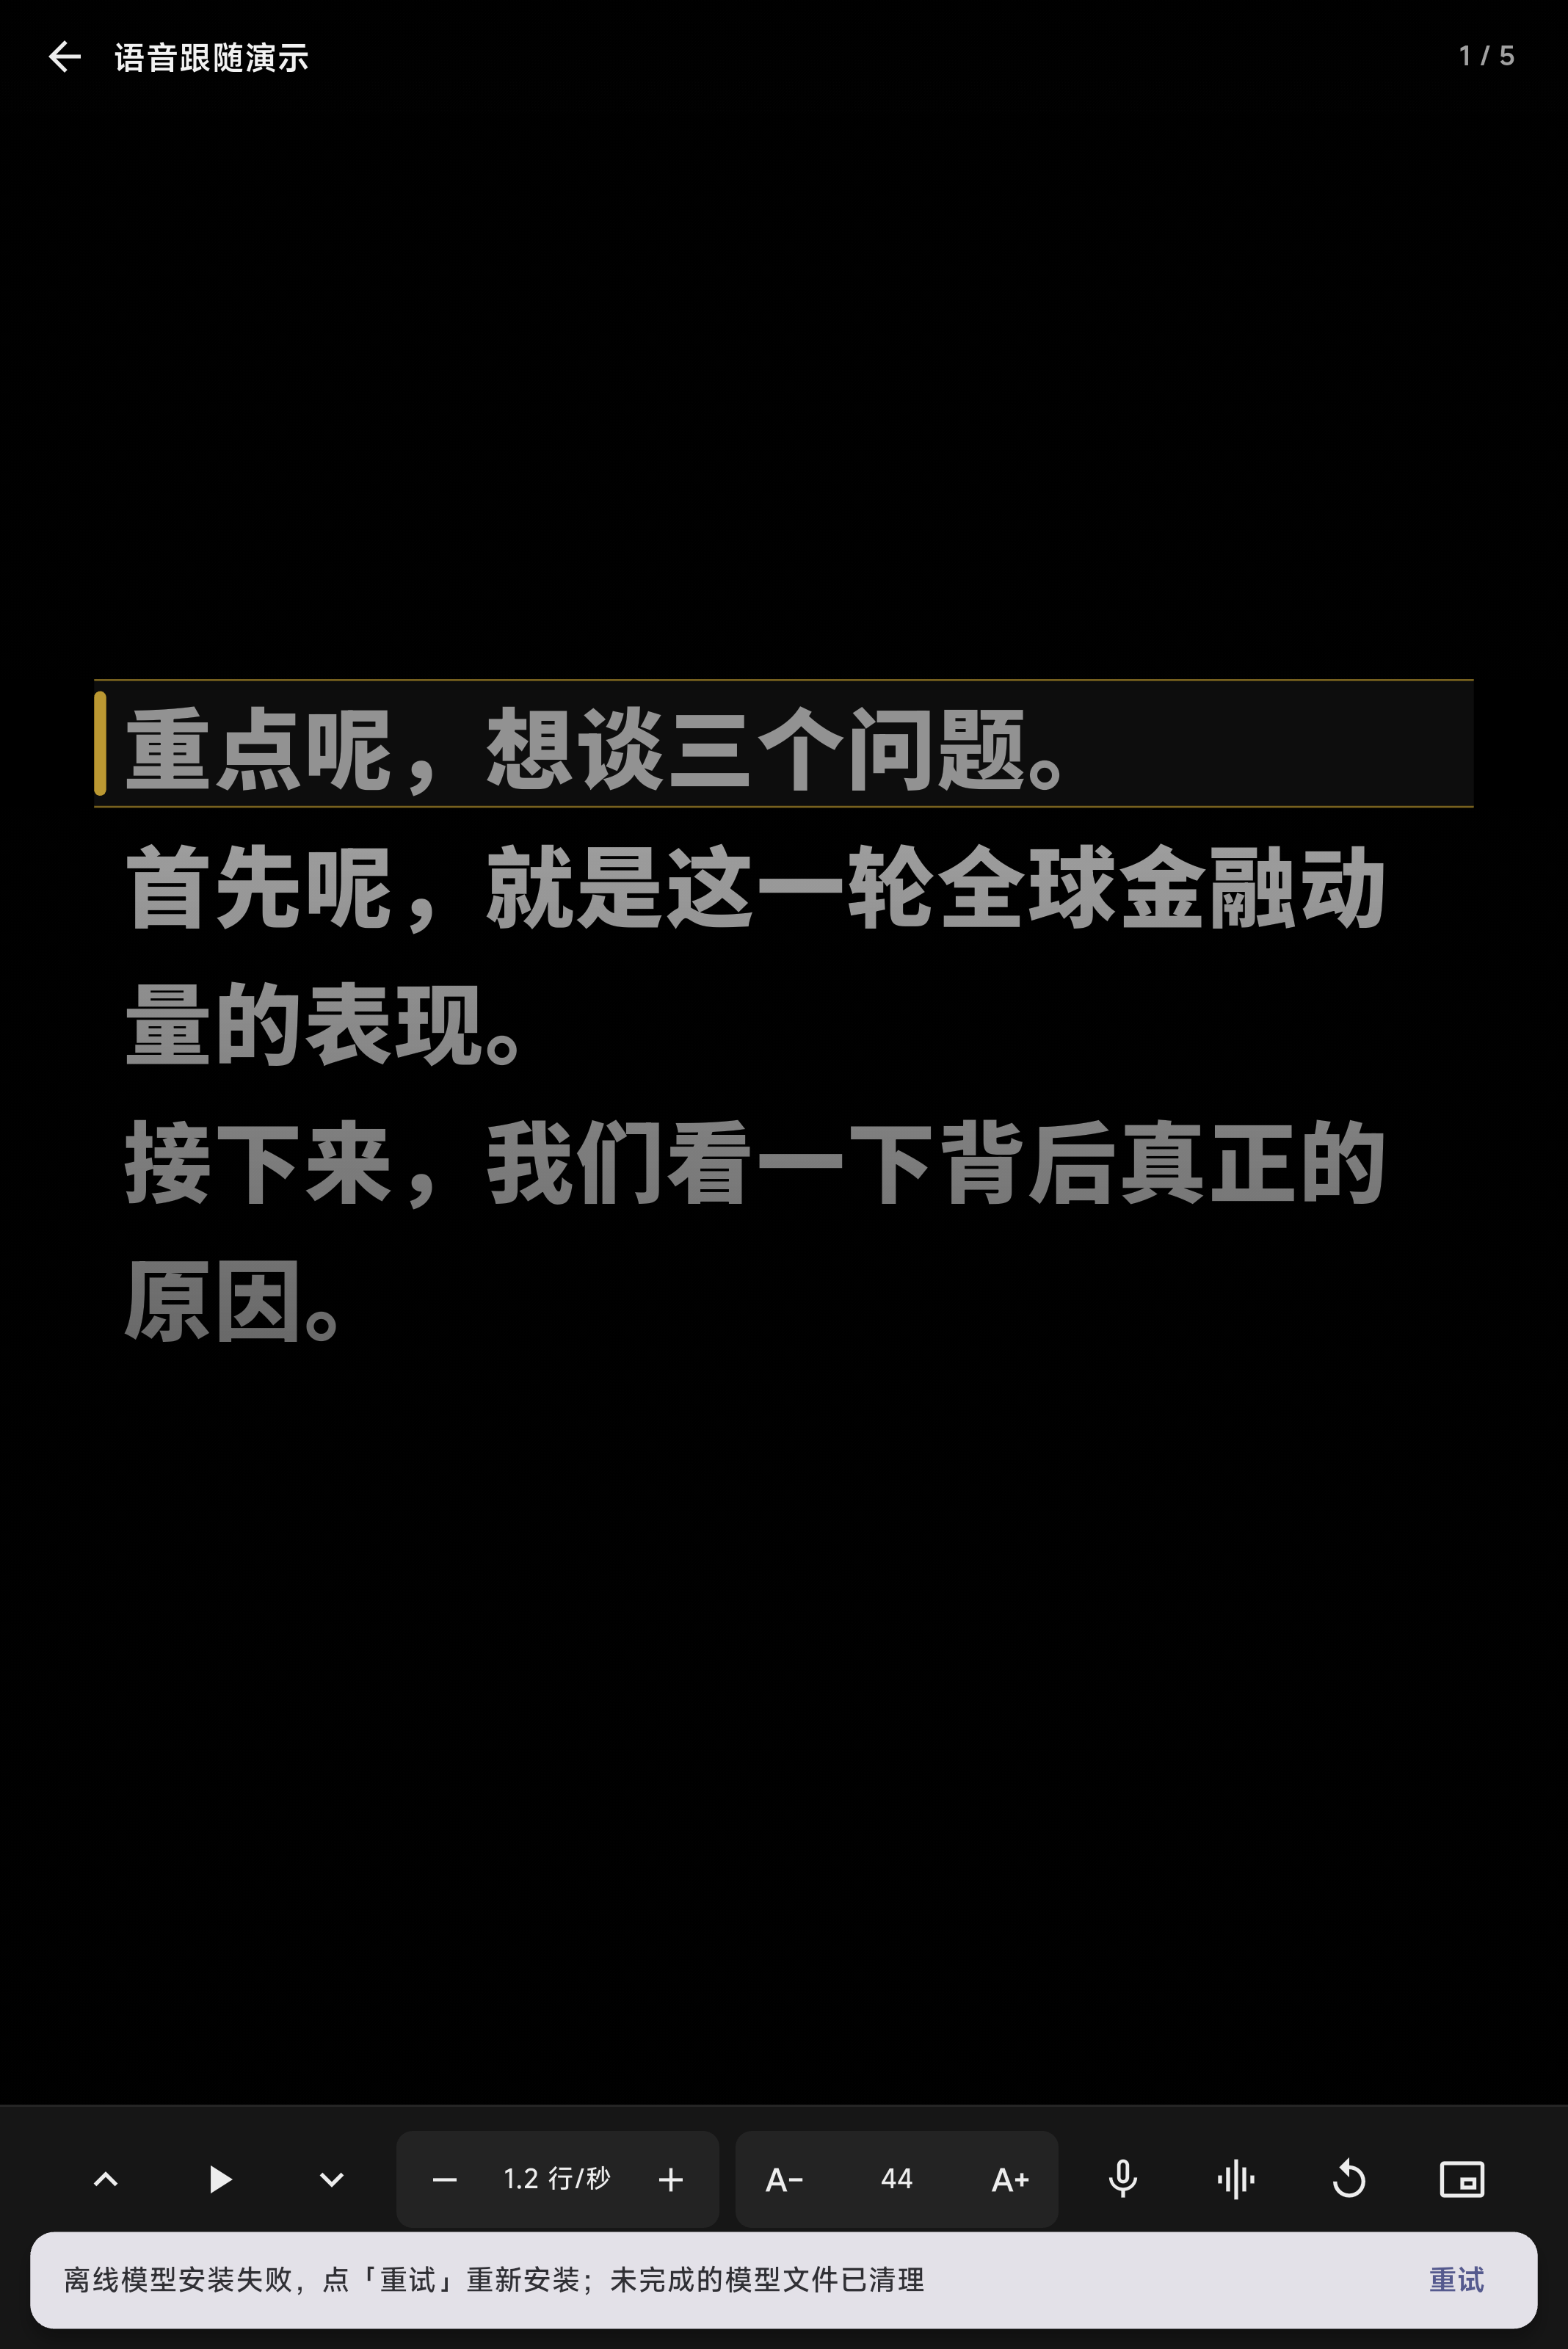 语音跟随演示
1 / 5
重点呢，想谈三个问题。
首先呢，就是这一轮全球金融动
量的表现。
接下来，我们看一下背后真正的
原因。
1.2 行/秒
A-
44
A+
离线模型安装失败，点「重试」重新安装；未完成的模型文件已清理
重试